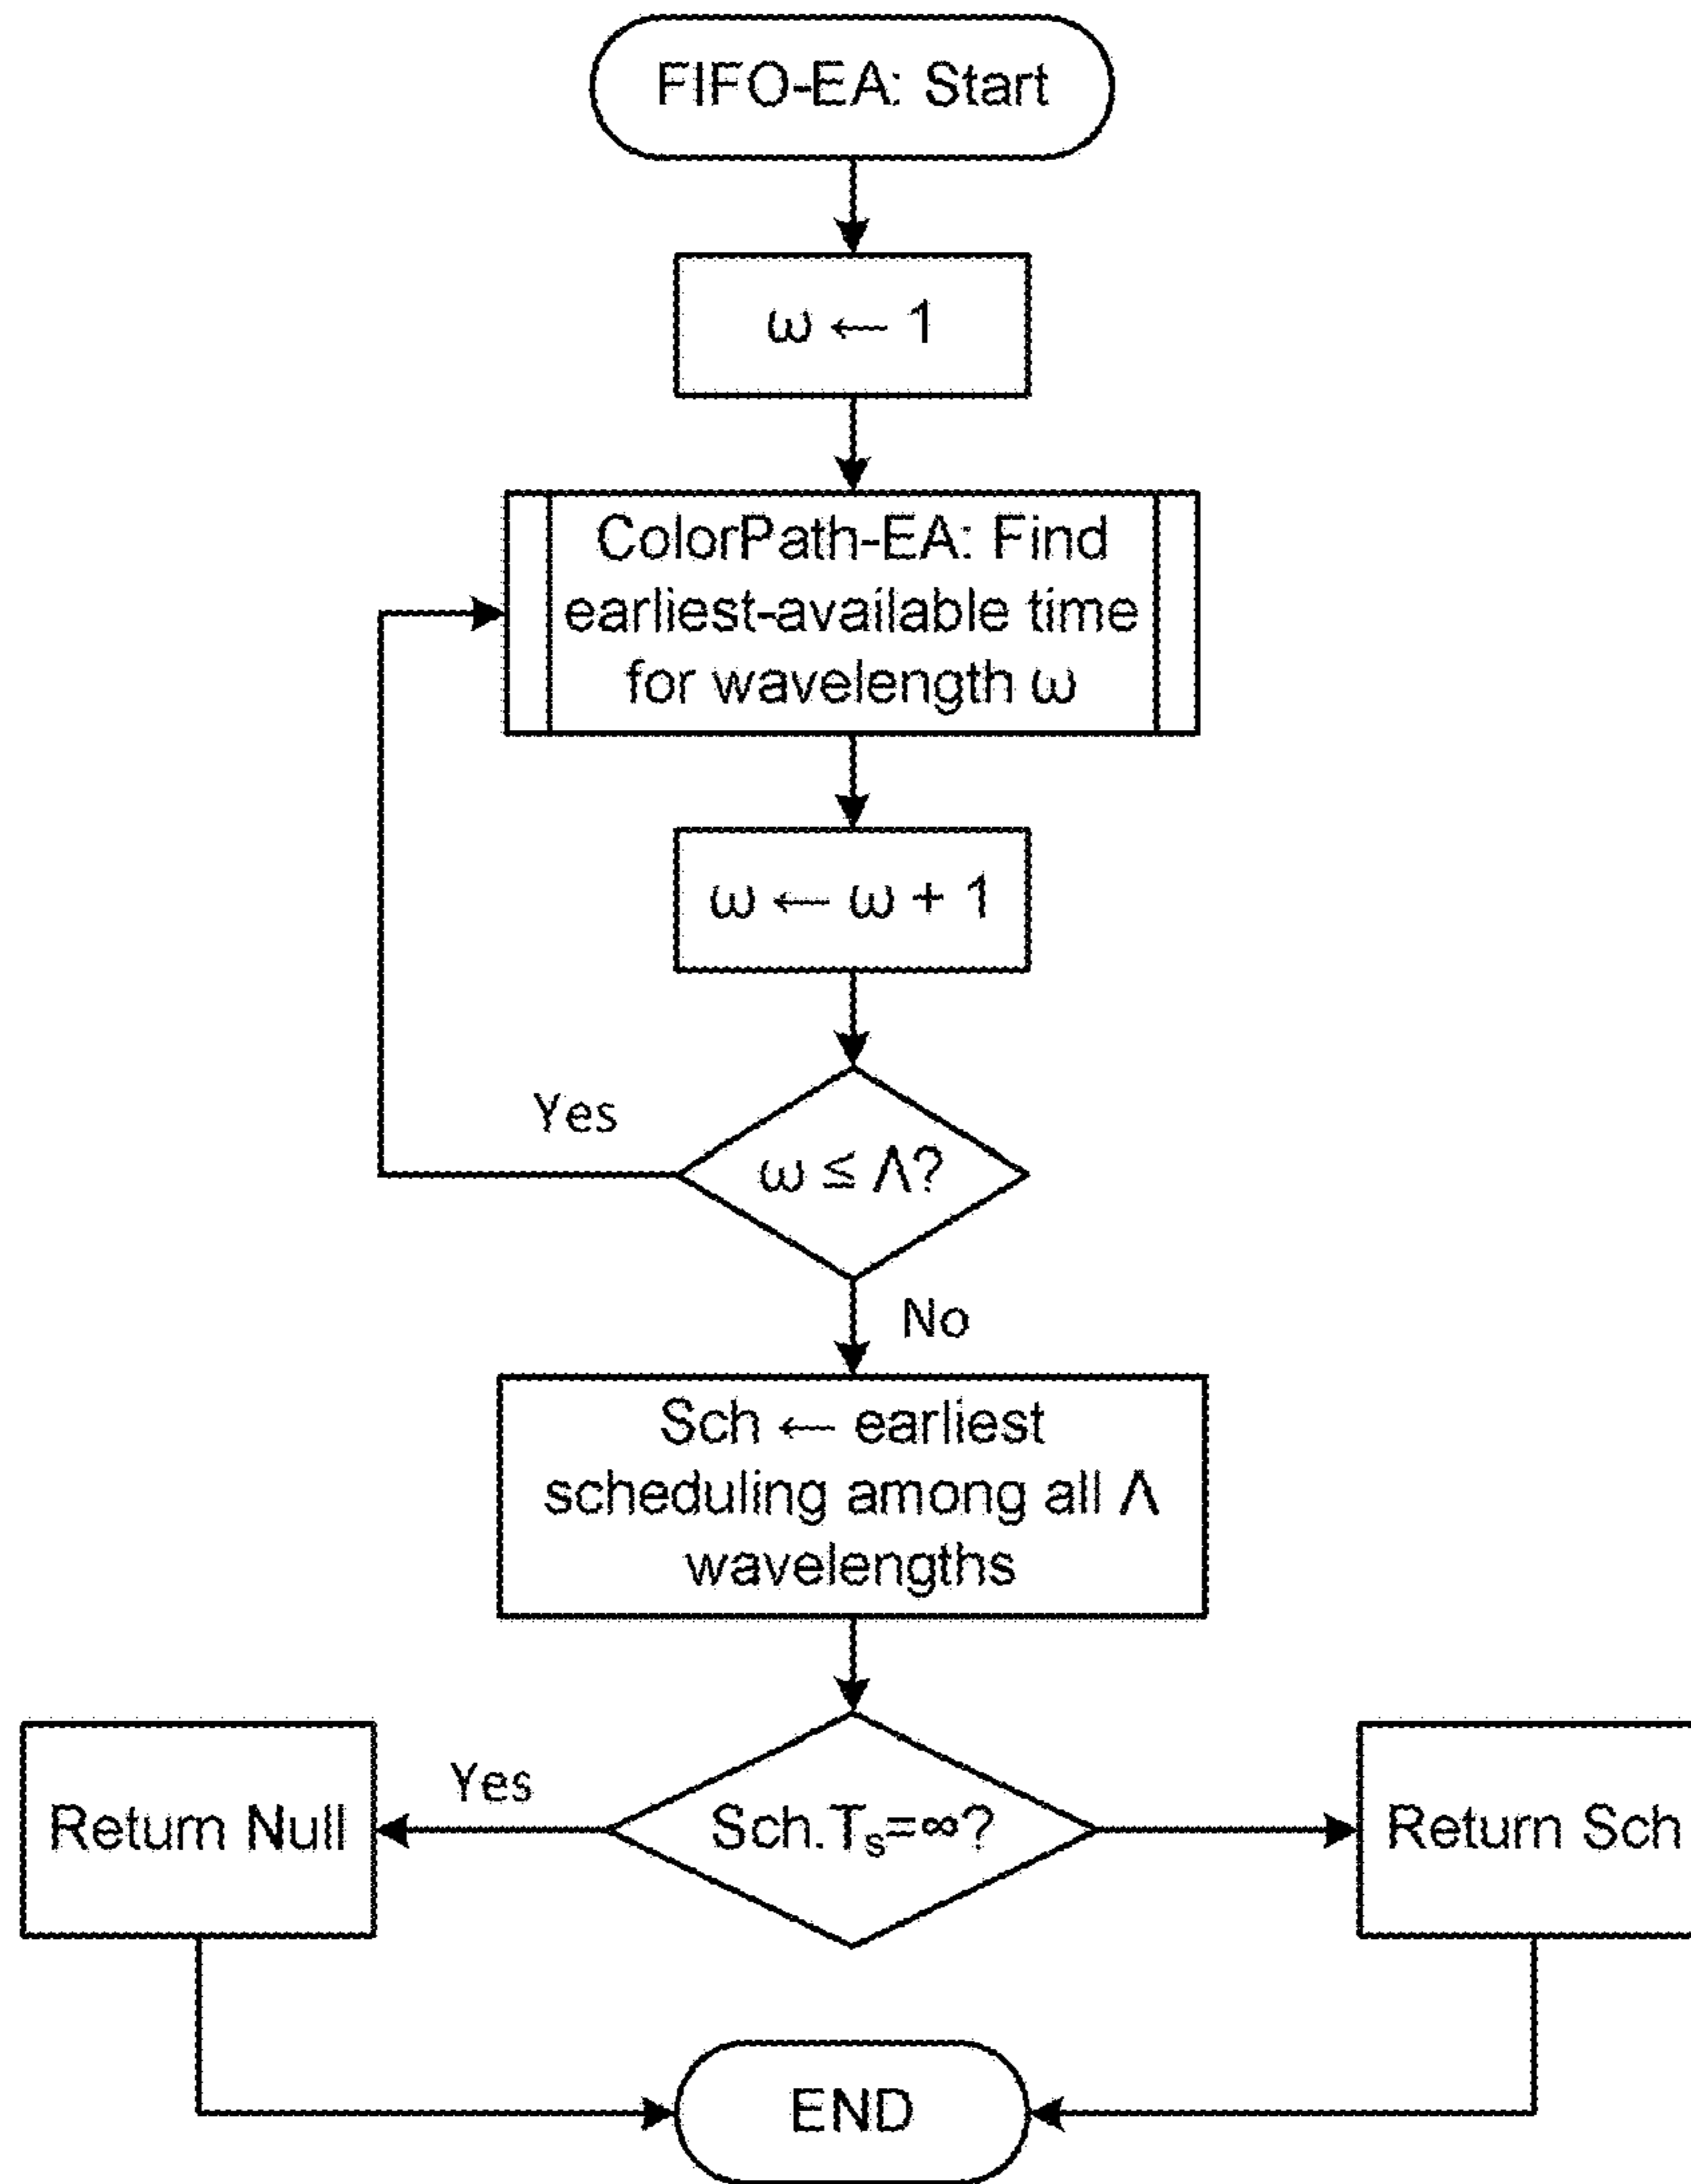 FIFO-EA: Start
ω ← 1
ColorPath-EA: Find
earliest-available time
for wavelength ω
ω ← ω + 1
Yes
ω ≤ Λ?
No
Sch ← earliest
scheduling among all Λ
wavelengths
Return Null
Yes
Sch.Tₛ=∞?
Return Sch
END